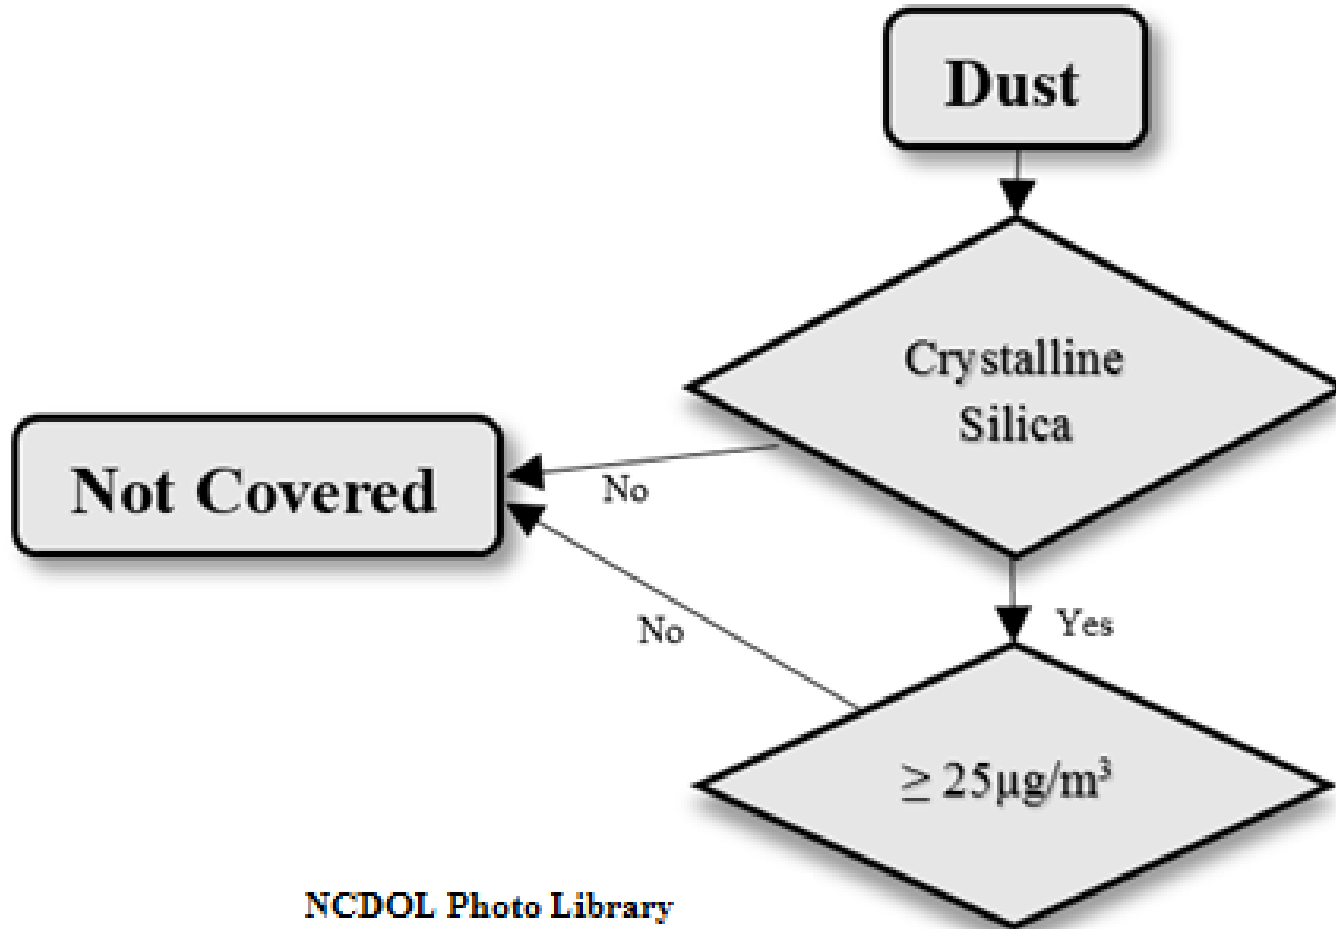 Dust
Crystalline
Silica
Not Covered
No
No
Yes
≥ 25µg/m³
NCDOL Photo Library